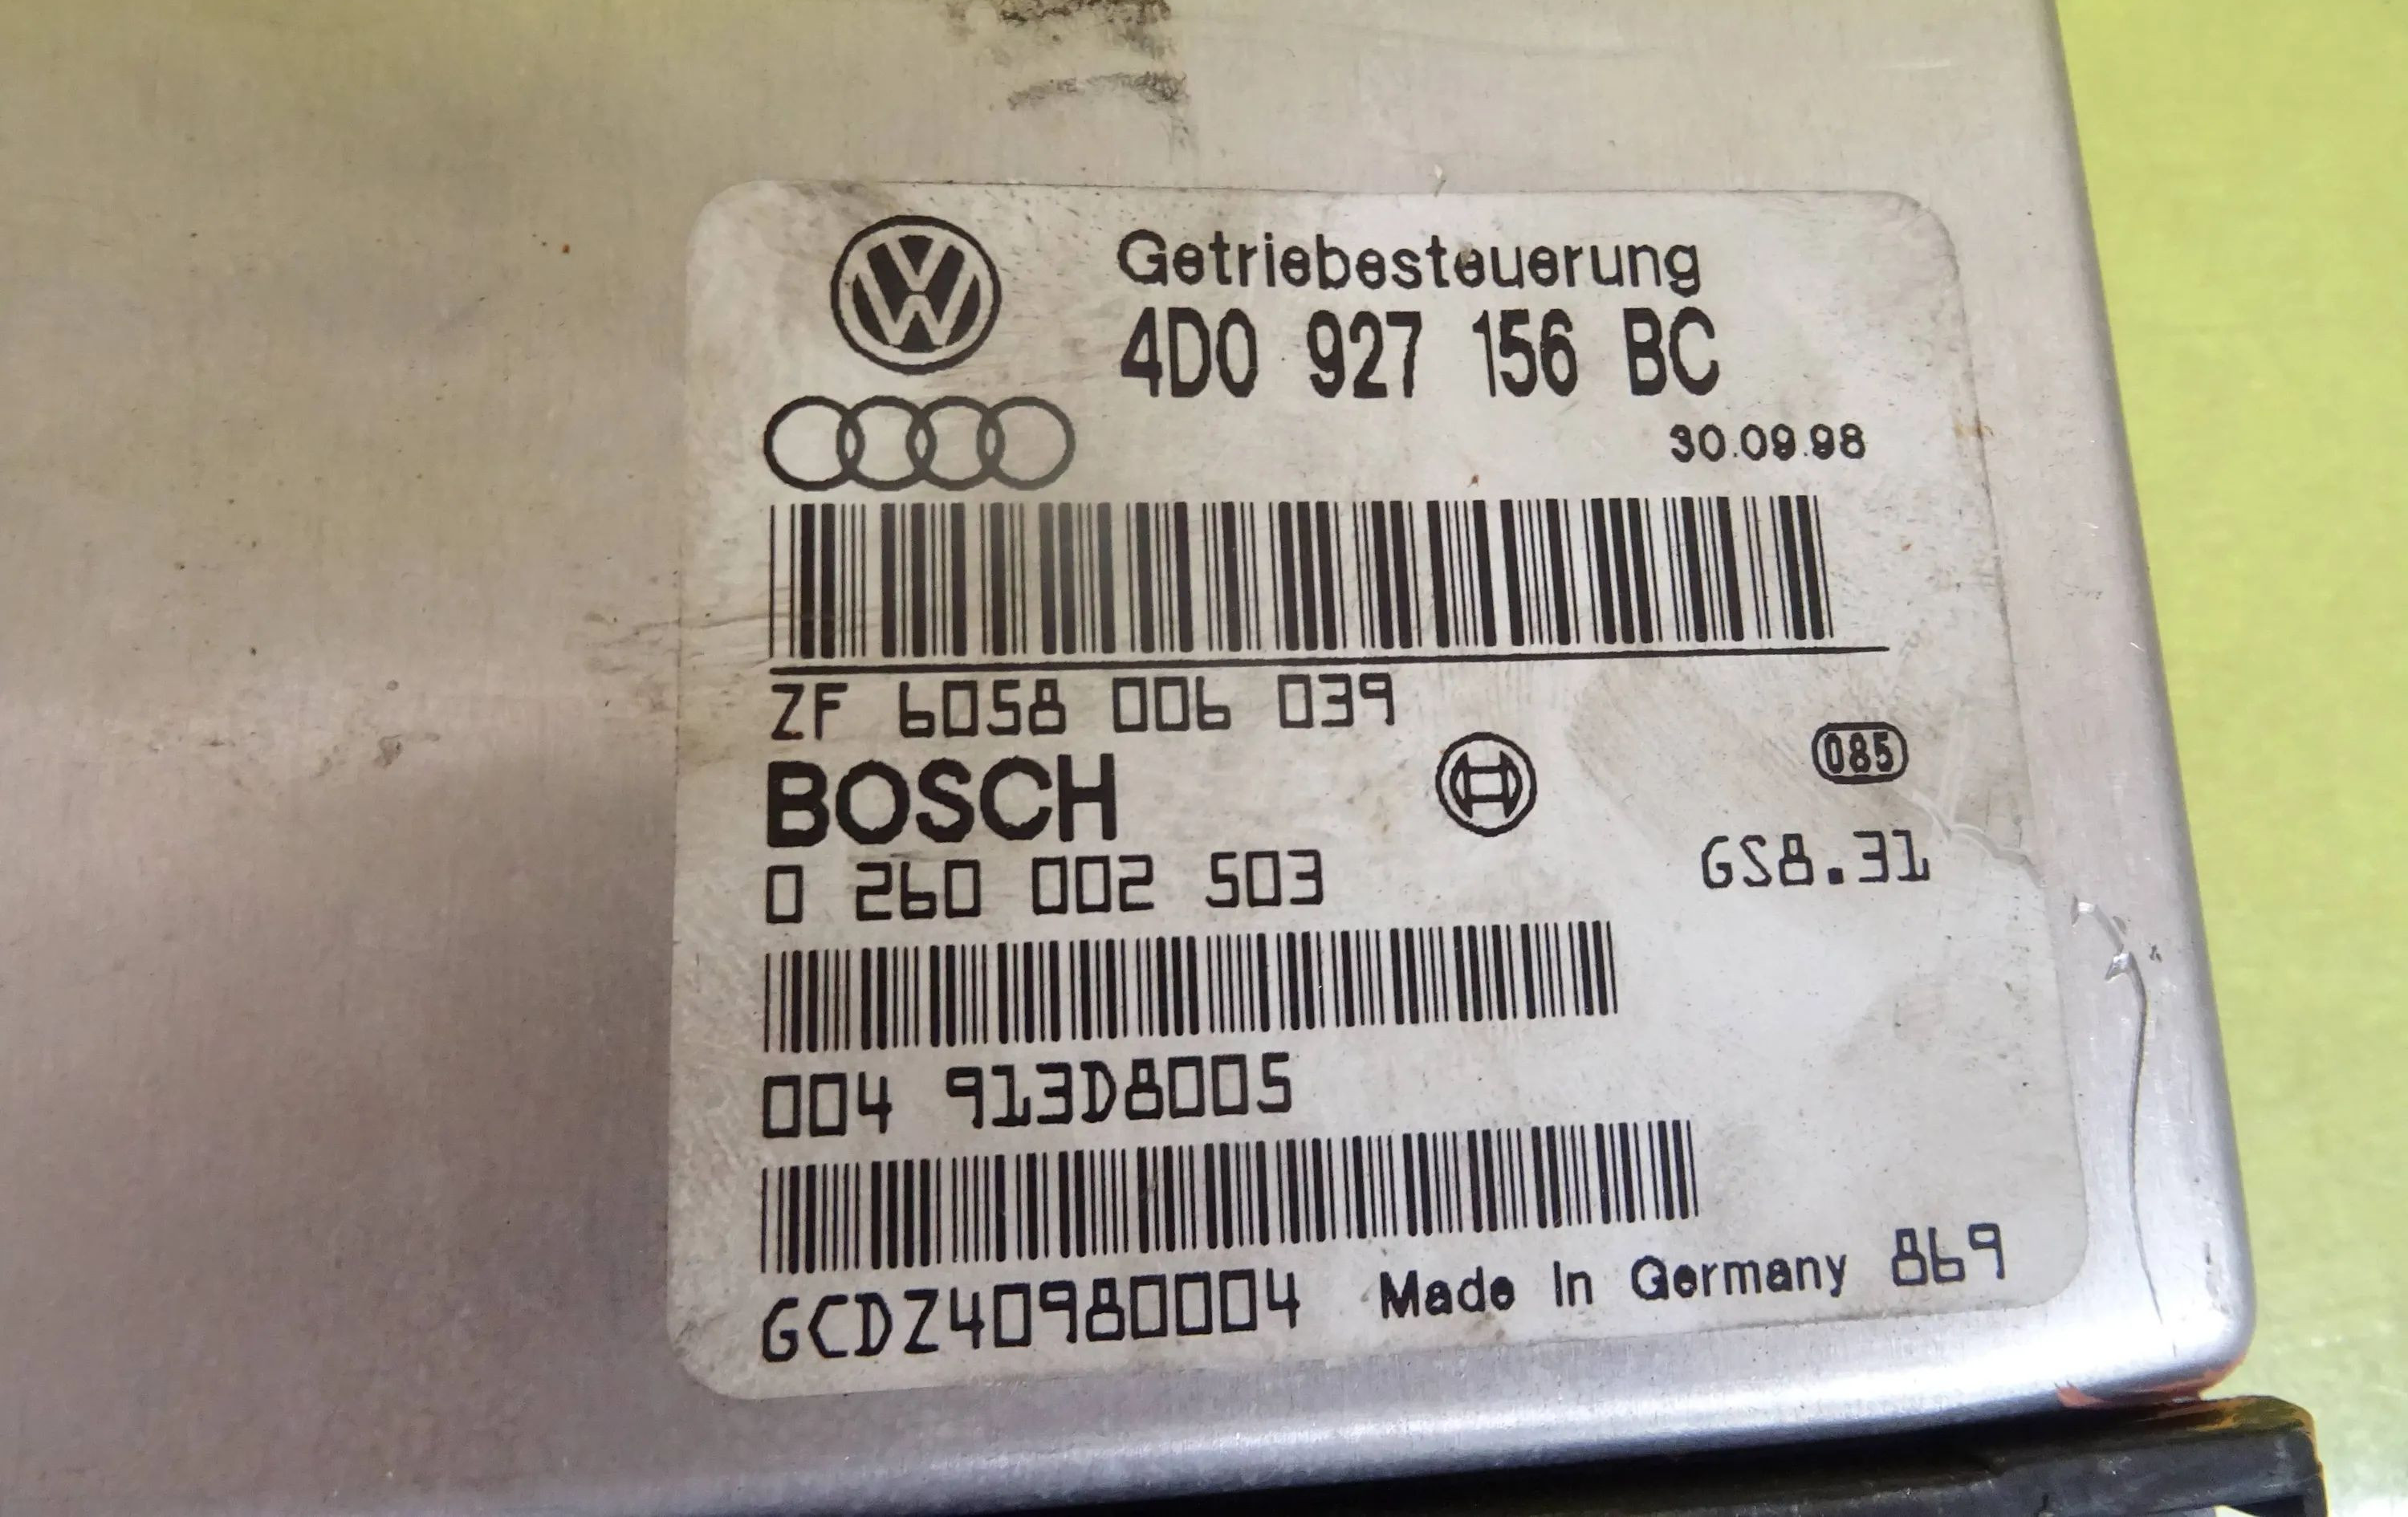 Getriebesteuerung
4D0 927 156 BC
30.09.98
ZF 6058 006 039
BOSCH
085
0 260 002 503
GS8.31
004 913D8005
GCDZ40980004 Made In Germany 869